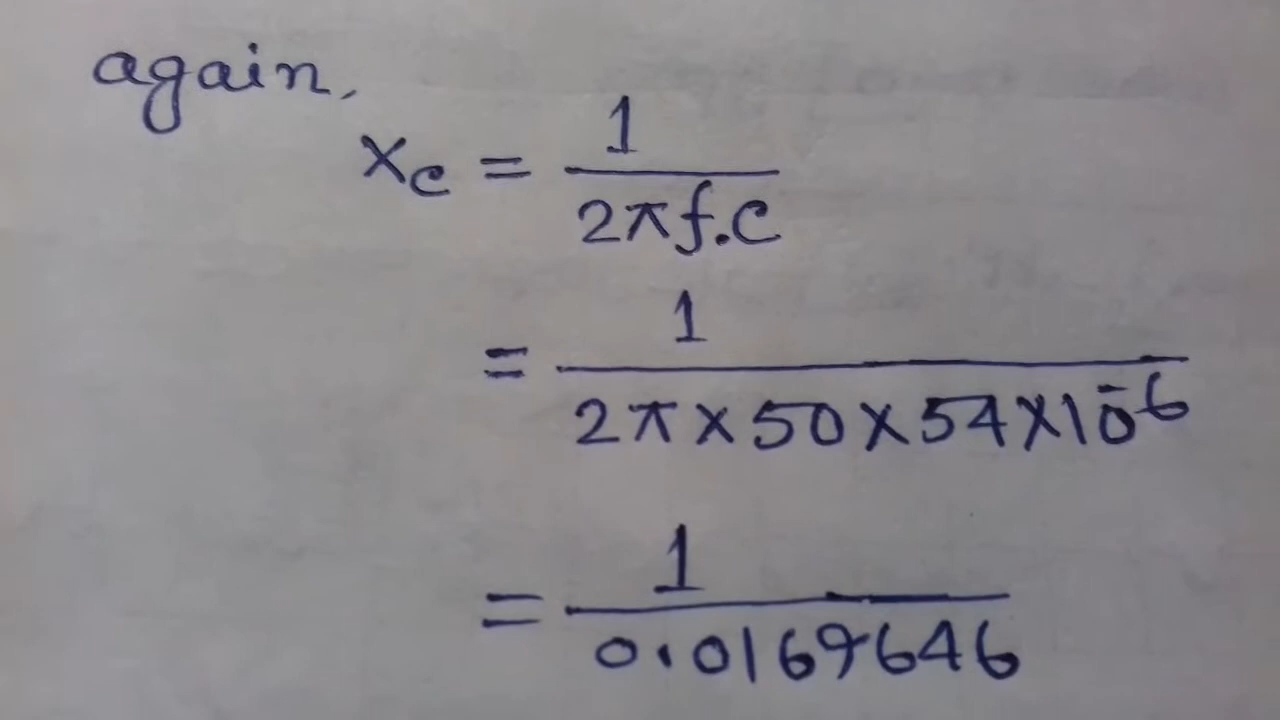 again,
Xc = 1 / 2πf.C
= 1 / 2π×50×54×10⁻⁶
= 1 / 0.0169646